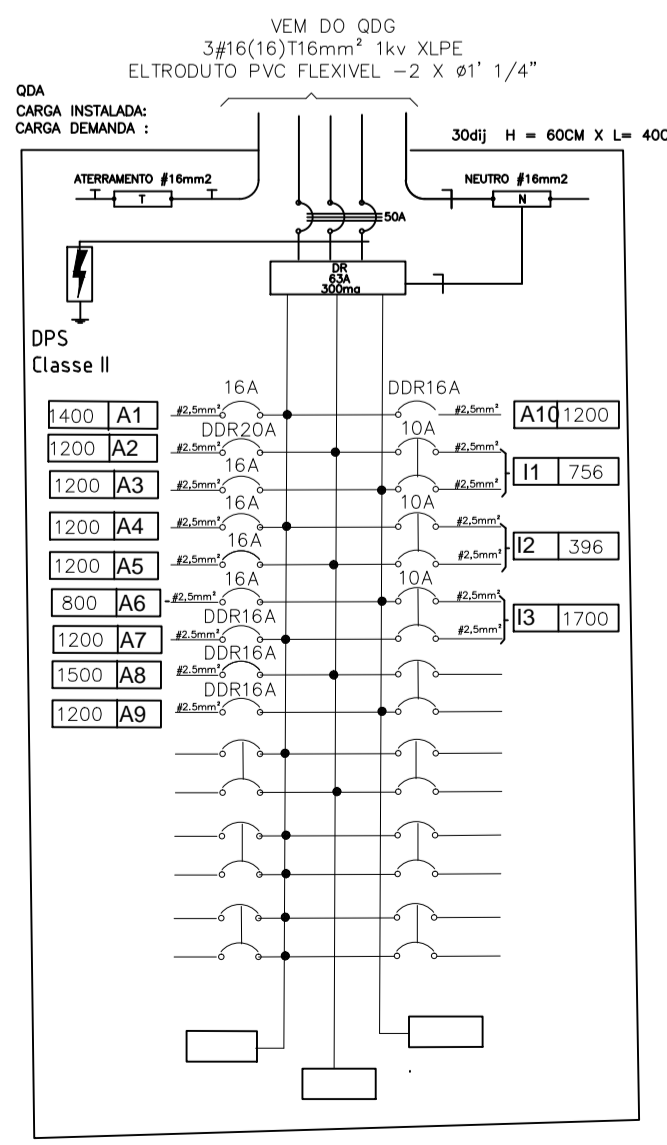 VEM DO QDG
3#16(16)T16mm² 1kv XLPE
ELTRODUTO PVC FLEXIVEL -2 X ø1' 1/4"
QDA
CARGA INSTALADA:
CARGA DEMANDA :
30dij H = 60CM X L= 40C
ATERRAMENTO #16mm2
T
NEUTRO #16mm2
N
50A
DR
63A
300ma
DPS
Classe II
1400 A1 #2,5mm² 16A
DDR16A #2,5mm² A10 1200
1200 A2 #2.5mm² DDR20A
10A #2,5mm²
1200 A3 #2,5mm² 16A
#2,5mm² I1 756
1200 A4 #2,5mm² 16A
10A #2,5mm²
1200 A5 #2,5mm² 16A
#2,5mm² I2 396
800 A6 #2,5mm² 16A
10A #2,5mm²
1200 A7 #2.5mm² DDR16A
#2,5mm² I3 1700
1500 A8 #2.5mm² DDR16A
1200 A9 #2.5mm² DDR16A